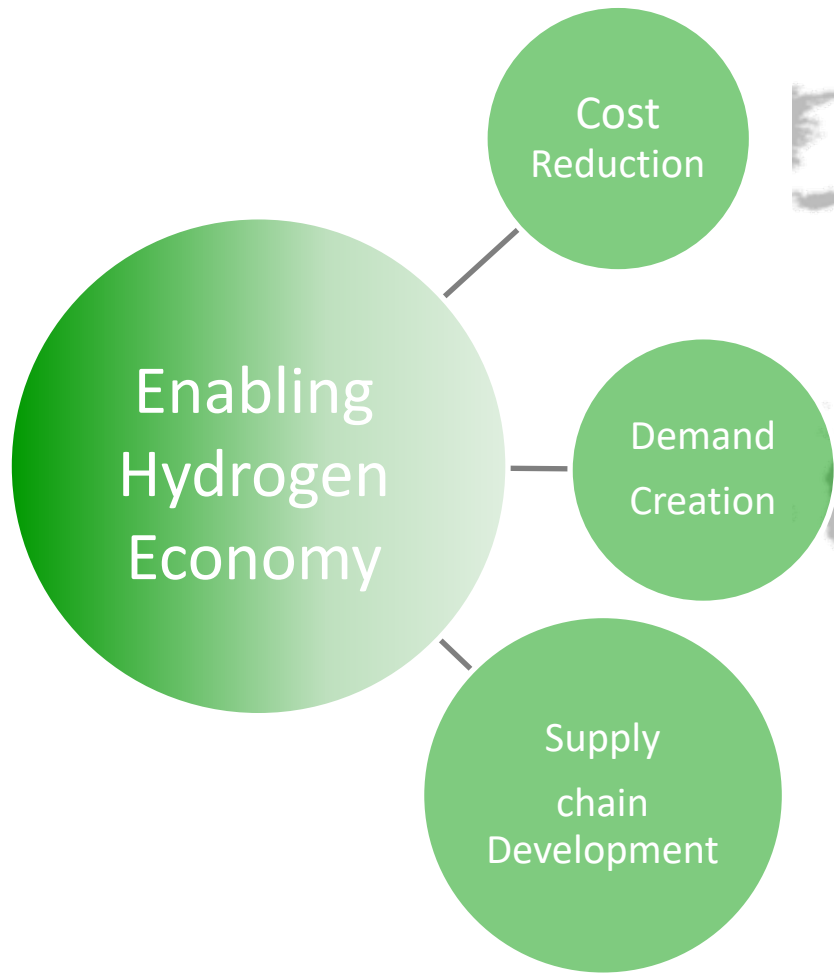 Cost
Reduction
Enabling
Hydrogen
Economy
Demand
Creation
Supply
chain
Development